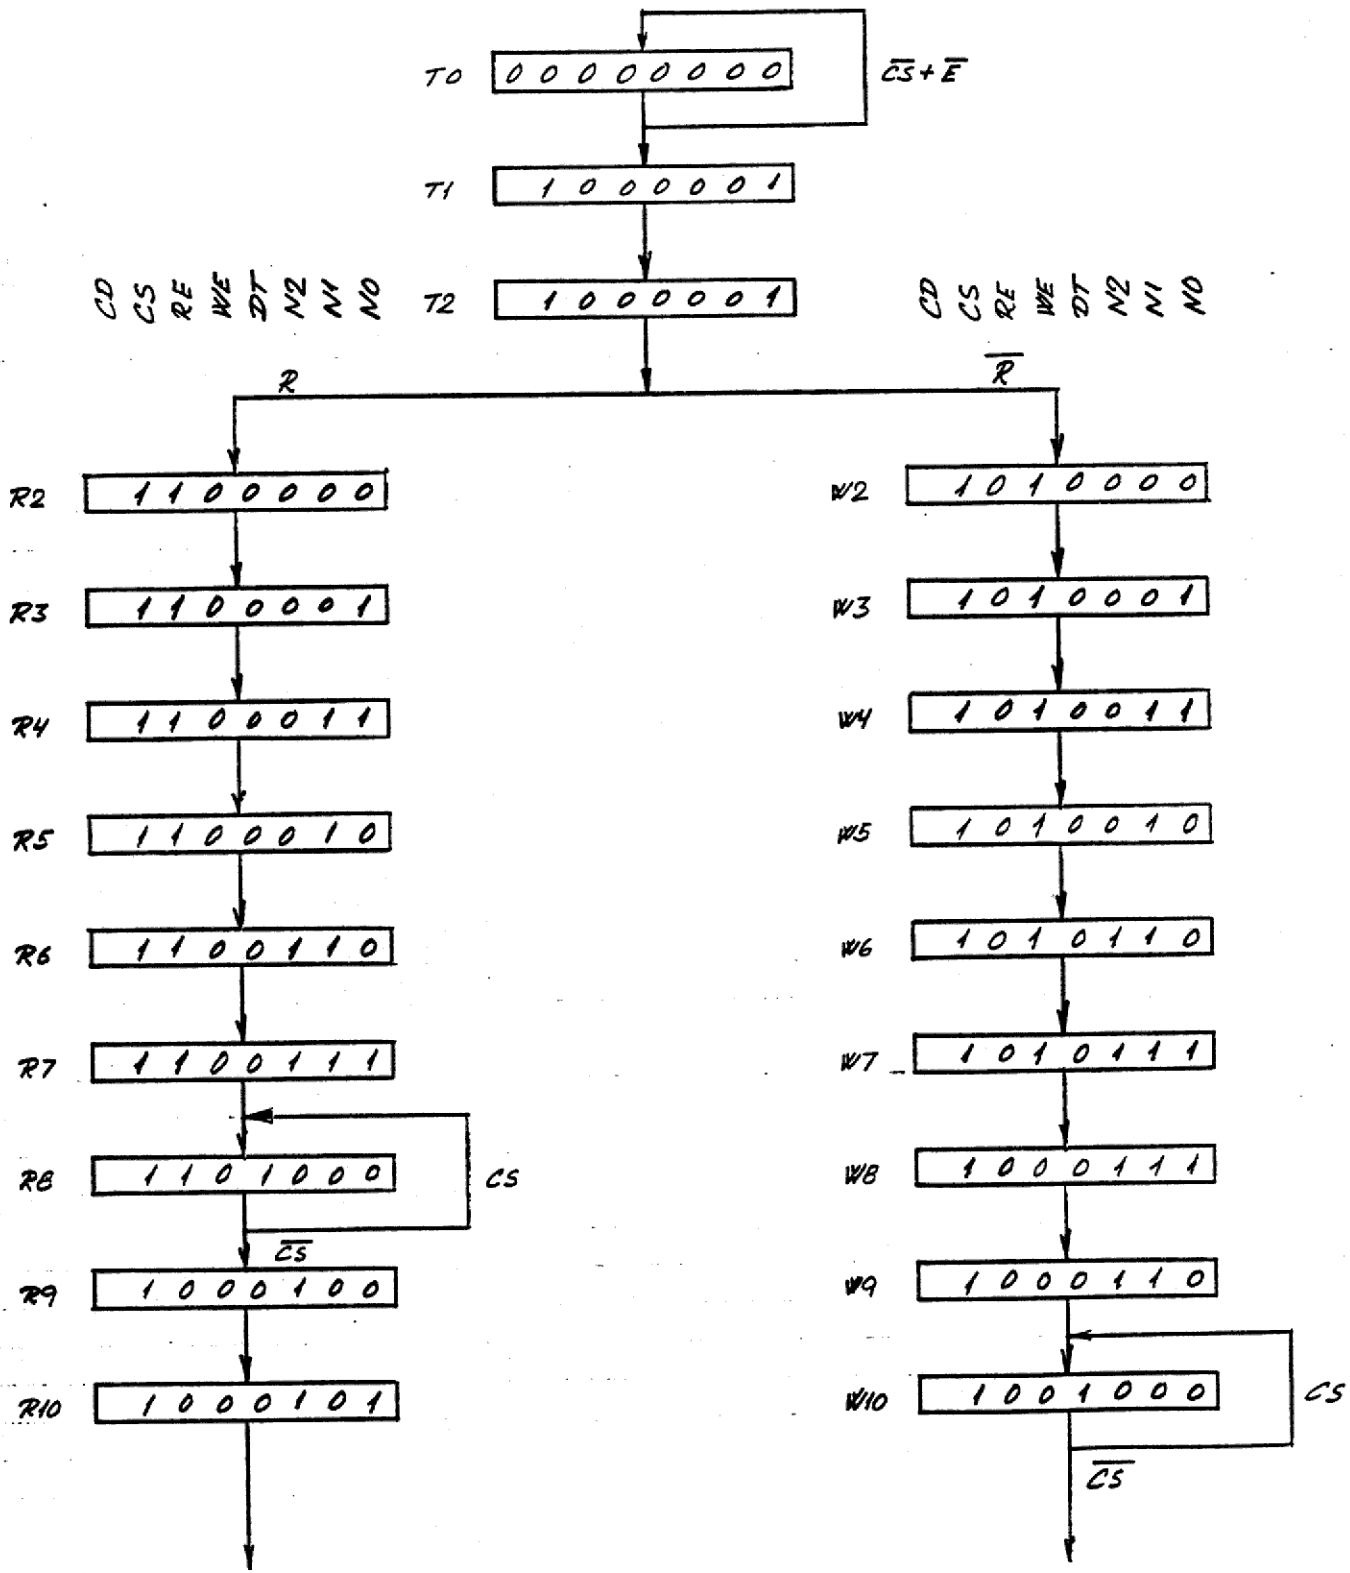 T0 0 0 0 0 0 0 0 0 C̅S̅ + E̅
T1 1 0 0 0 0 0 1
CD CS RE WE DT N2 N1 N0 T2 1 0 0 0 0 0 1 CD CS RE WE DT N2 N1 N0
R R̅
R2 1 1 0 0 0 0 0 W2 1 0 1 0 0 0 0
R3 1 1 0 0 0 0 1 W3 1 0 1 0 0 0 1
R4 1 1 0 0 0 1 1 W4 1 0 1 0 0 1 1
R5 1 1 0 0 0 1 0 W5 1 0 1 0 0 1 0
R6 1 1 0 0 1 1 0 W6 1 0 1 0 1 1 0
R7 1 1 0 0 1 1 1 W7 1 0 1 0 1 1 1
R8 1 1 0 1 0 0 0 CS W8 1 0 0 0 1 1 1
C̅S̅
R9 1 0 0 0 1 0 0 W9 1 0 0 0 1 1 0
R10 1 0 0 0 1 0 1 W10 1 0 0 1 0 0 0 CS
C̅S̅